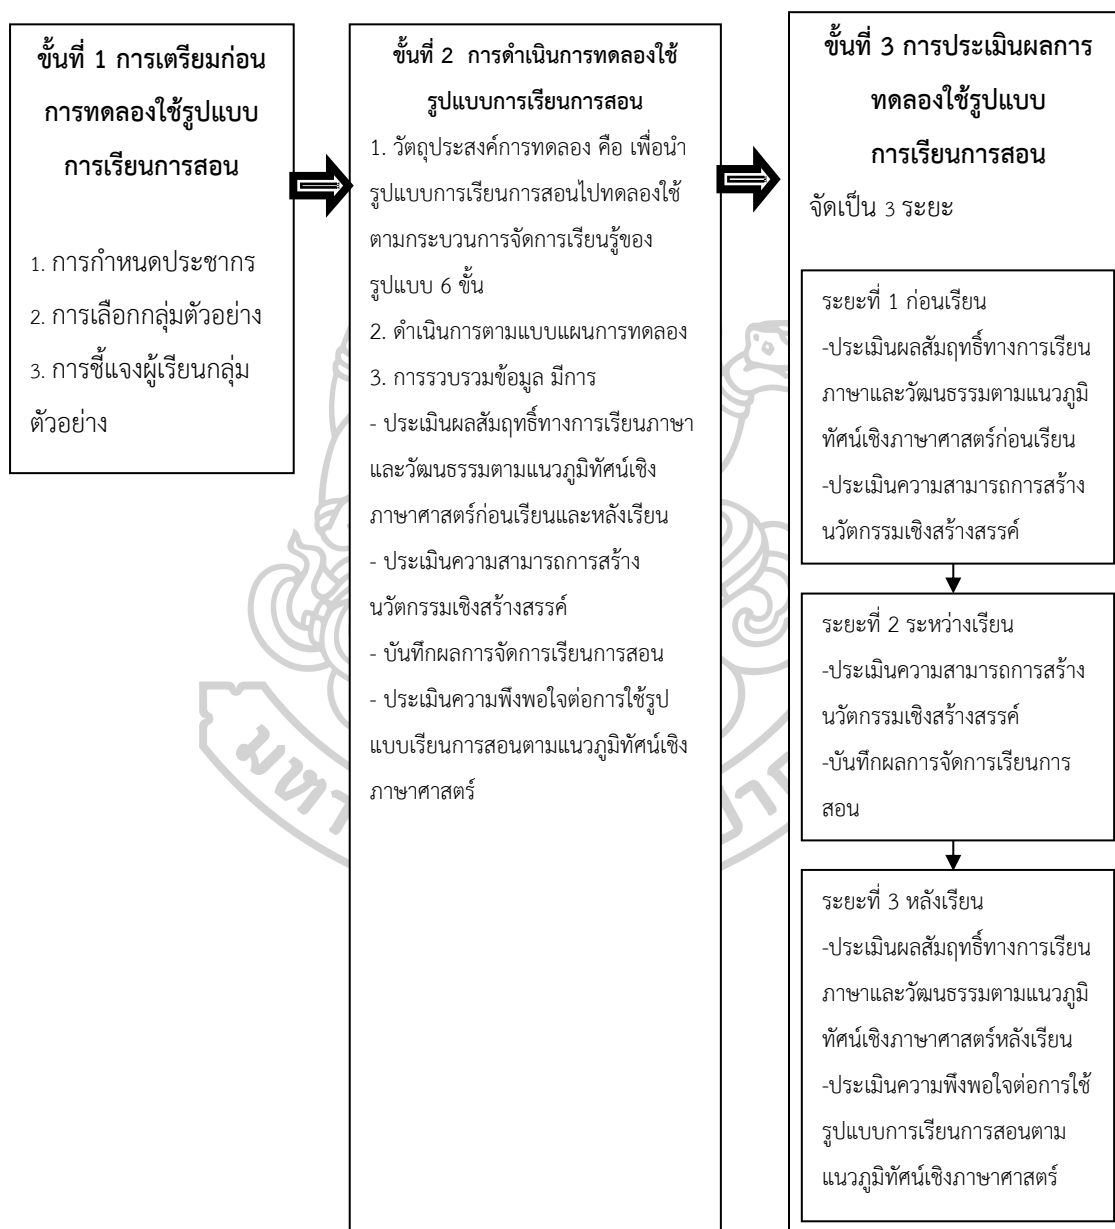 ขั้นที่ 1 การเตรียมก่อน
การทดลองใช้รูปแบบ
การเรียนการสอน
1. การกำหนดประชากร
2. การเลือกกลุ่มตัวอย่าง
3. การชี้แจงผู้เรียนกลุ่ม
ตัวอย่าง
ขั้นที่ 2 การดำเนินการทดลองใช้
รูปแบบการเรียนการสอน
1. วัตถุประสงค์การทดลอง คือ เพื่อนำ
รูปแบบการเรียนการสอนไปทดลองใช้
ตามกระบวนการจัดการเรียนรู้ของ
รูปแบบ 6 ขั้น
2. ดำเนินการตามแบบแผนการทดลอง
3. การรวบรวมข้อมูล มีการ
- ประเมินผลสัมฤทธิ์ทางการเรียนภาษา
และวัฒนธรรมตามแนวภูมิทัศน์เชิง
ภาษาศาสตร์ก่อนเรียนและหลังเรียน
- ประเมินความสามารถการสร้าง
นวัตกรรมเชิงสร้างสรรค์
- บันทึกผลการจัดการเรียนการสอน
- ประเมินความพึงพอใจต่อการใช้รูป
แบบเรียนการสอนตามแนวภูมิทัศน์เชิง
ภาษาศาสตร์
ขั้นที่ 3 การประเมินผลการ
ทดลองใช้รูปแบบ
การเรียนการสอน
จัดเป็น 3 ระยะ
ระยะที่ 1 ก่อนเรียน
-ประเมินผลสัมฤทธิ์ทางการเรียน
ภาษาและวัฒนธรรมตามแนวภูมิ
ทัศน์เชิงภาษาศาสตร์ก่อนเรียน
-ประเมินความสามารถการสร้าง
นวัตกรรมเชิงสร้างสรรค์
ระยะที่ 2 ระหว่างเรียน
-ประเมินความสามารถการสร้าง
นวัตกรรมเชิงสร้างสรรค์
-บันทึกผลการจัดการเรียนการ
สอน
ระยะที่ 3 หลังเรียน
-ประเมินผลสัมฤทธิ์ทางการเรียน
ภาษาและวัฒนธรรมตามแนวภูมิ
ทัศน์เชิงภาษาศาสตร์หลังเรียน
-ประเมินความพึงพอใจต่อการใช้
รูปแบบการเรียนการสอนตาม
แนวภูมิทัศน์เชิงภาษาศาสตร์